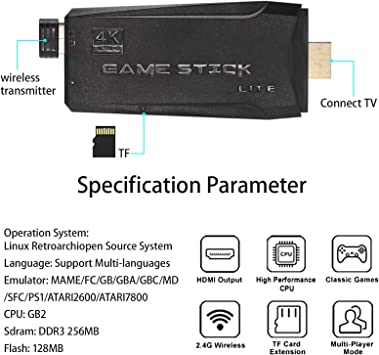 4K
ULTRA HD
GAME STICK
LITE
wireless
transmitter
Connect TV
TF
Specification Parameter
Operation System:
Linux Retroarchiopen Source System
Language: Support Multi-languages
Emulator: MAME/FC/GB/GBA/GBC/MD
/SFC/PS1/ATARI2600/ATARI7800
CPU: GB2
Sdram: DDR3 256MB
Flash: 128MB
HDMI Output
CPU
High Performance
CPU
Classic Games
2.4G Wireless
TF Card
Extension
Multi-Player
Mode